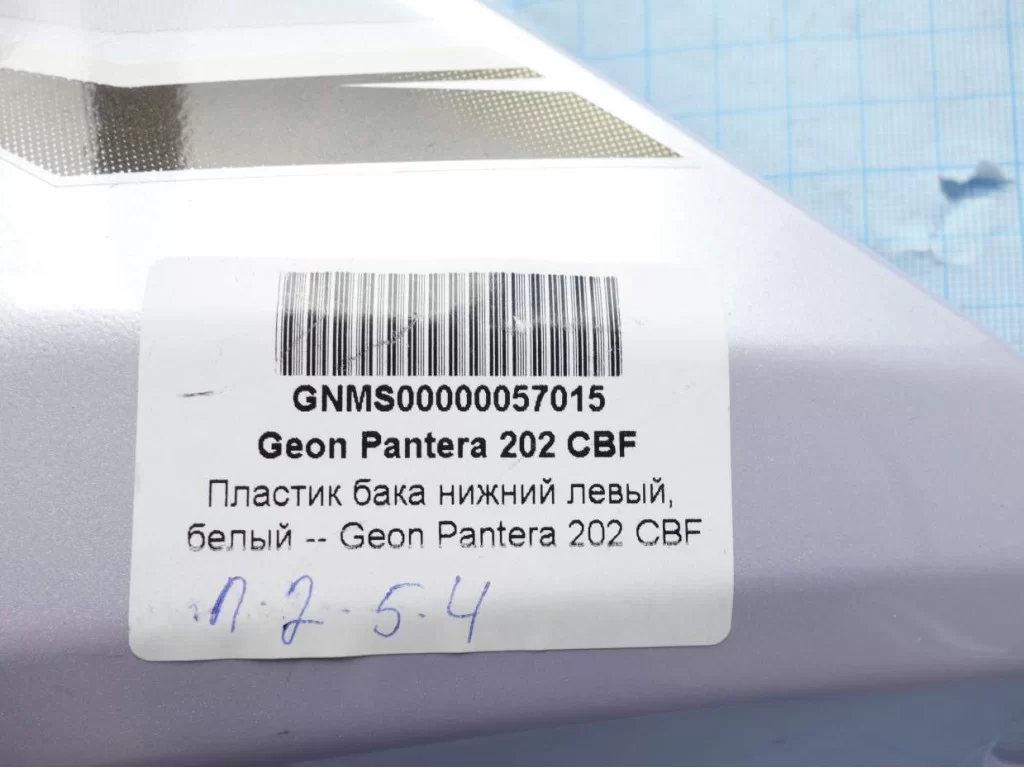 GNMS00000057015
Geon Pantera 202 CBF
Пластик бака нижний левый,
белый -- Geon Pantera 202 CBF
П-2-5-4